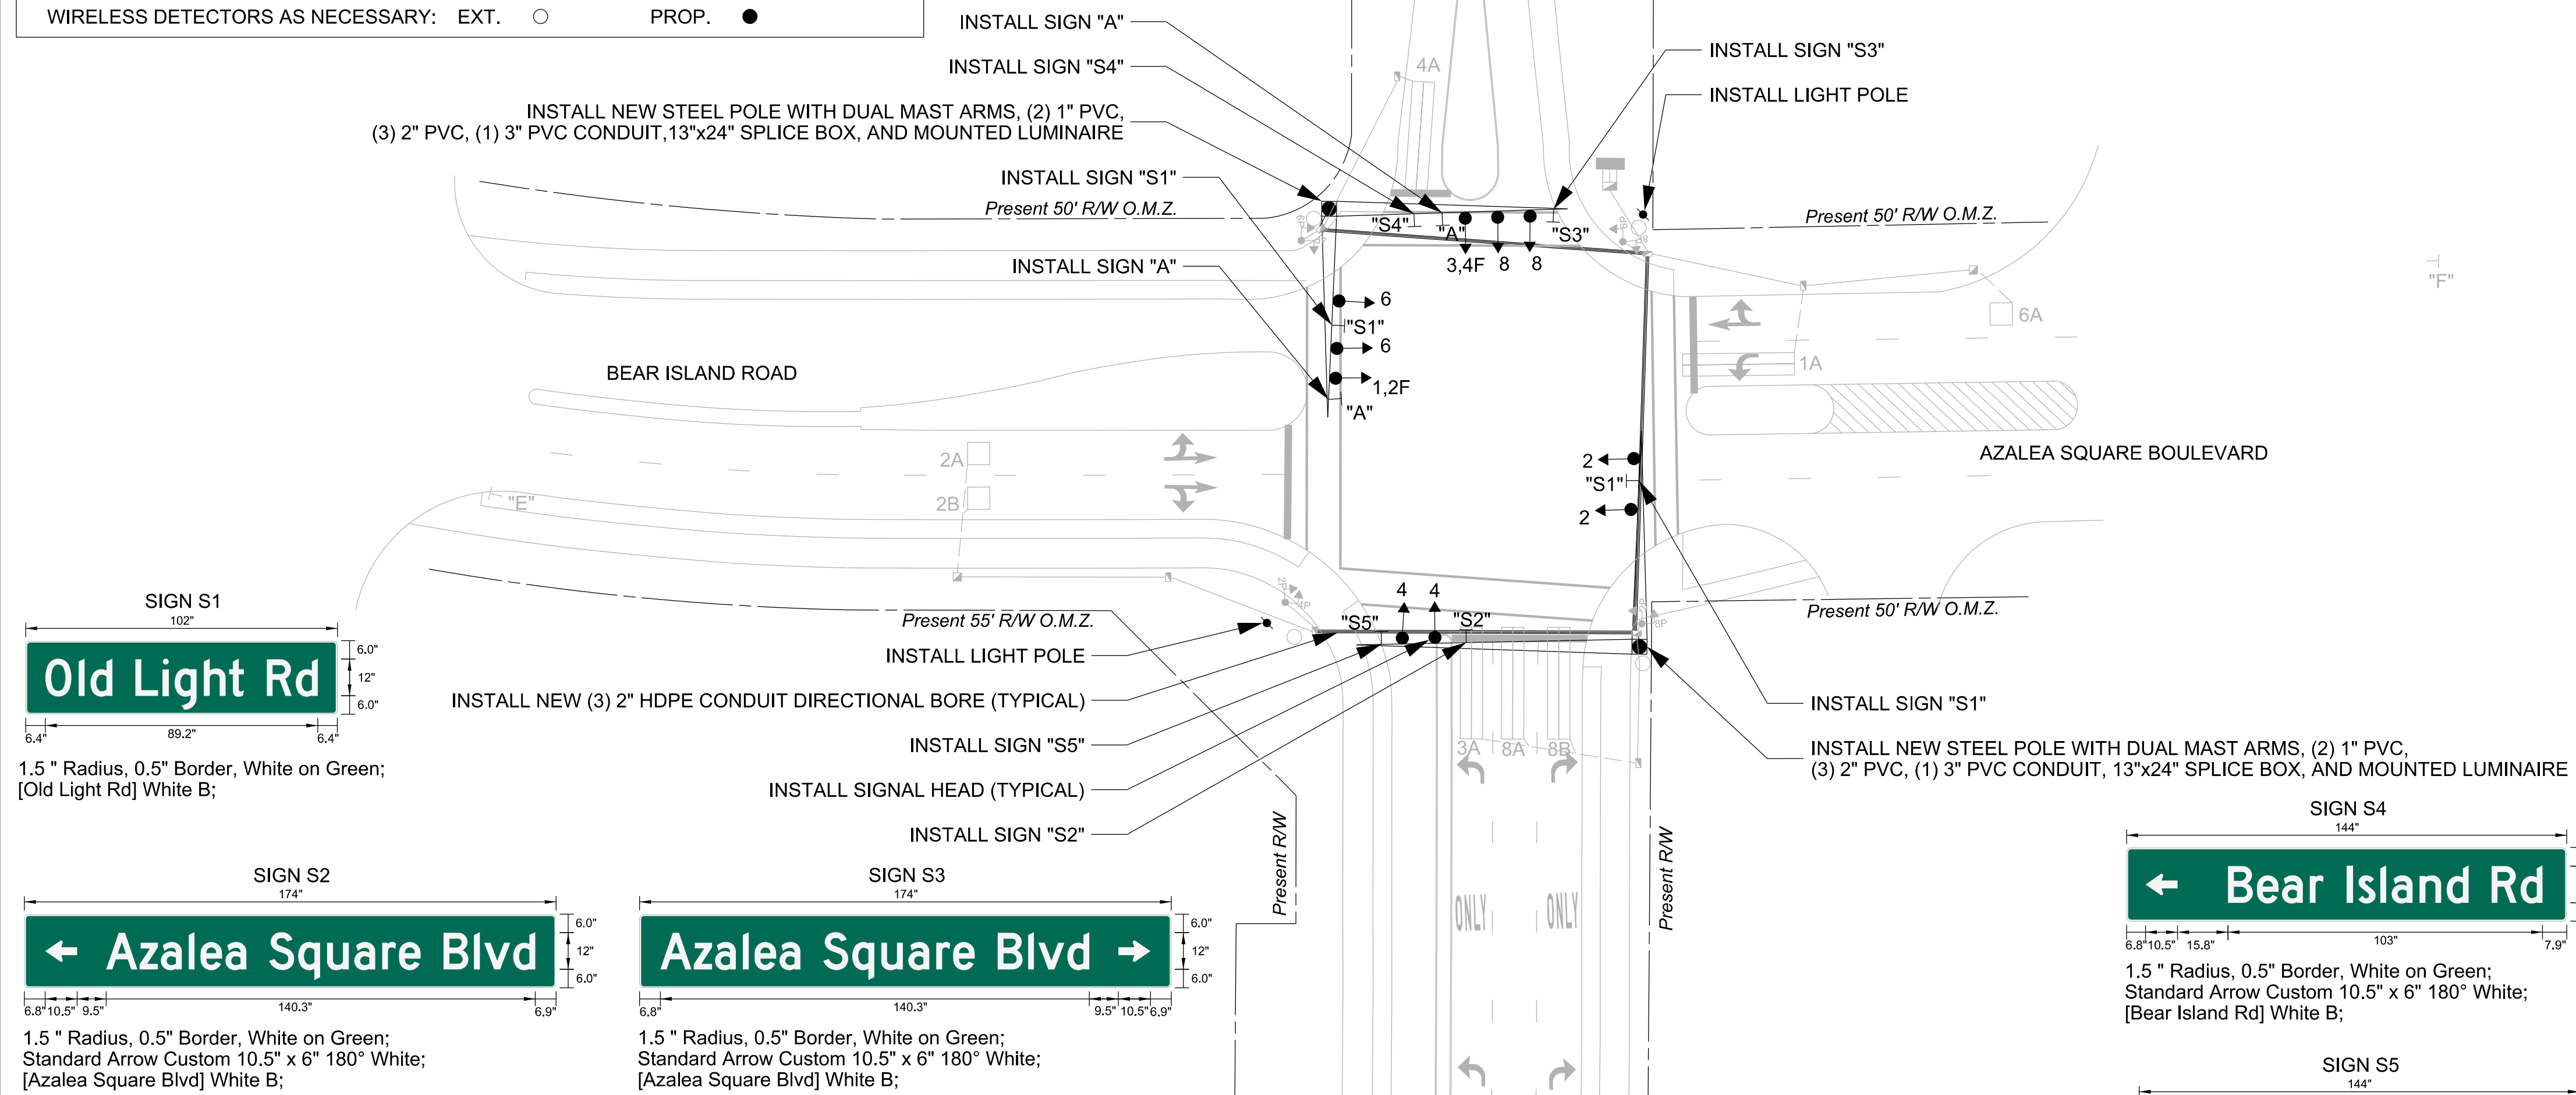 WIRELESS DETECTORS AS NECESSARY: EXT. PROP.
INSTALL SIGN "A"
INSTALL SIGN "S4"
INSTALL NEW STEEL POLE WITH DUAL MAST ARMS, (2) 1" PVC,
(3) 2" PVC, (1) 3" PVC CONDUIT,13"x24" SPLICE BOX, AND MOUNTED LUMINAIRE
INSTALL SIGN "S1"
Present 50' R/W O.M.Z.
INSTALL SIGN "A"
INSTALL SIGN "S3"
INSTALL LIGHT POLE
Present 50' R/W O.M.Z.
4A
6P
8P
"S4"
"A"
"S3"
3,4F
8
8
6
"S1"
6
1,2F
"A"
"F"
6A
1A
BEAR ISLAND ROAD
AZALEA SQUARE BOULEVARD
2A
2B
"E"
2
"S1"
2
2P
4P
4
4
"S5"
"S2"
2P
8P
Present 55' R/W O.M.Z.
Present 50' R/W O.M.Z.
INSTALL LIGHT POLE
INSTALL NEW (3) 2" HDPE CONDUIT DIRECTIONAL BORE (TYPICAL)
INSTALL SIGN "S5"
INSTALL SIGNAL HEAD (TYPICAL)
INSTALL SIGN "S2"
INSTALL SIGN "S1"
INSTALL NEW STEEL POLE WITH DUAL MAST ARMS, (2) 1" PVC,
(3) 2" PVC, (1) 3" PVC CONDUIT, 13"x24" SPLICE BOX, AND MOUNTED LUMINAIRE
3A
8A
8B
Present R/W
Present R/W
ONLY
ONLY
SIGN S1
102"
Old Light Rd
6.0"
12"
6.0"
6.4"
89.2"
6.4"
1.5 " Radius, 0.5" Border, White on Green;
[Old Light Rd] White B;
SIGN S2
174"
Azalea Square Blvd
6.0"
12"
6.0"
6.8" 10.5" 9.5" 140.3" 6.9"
1.5 " Radius, 0.5" Border, White on Green;
Standard Arrow Custom 10.5" x 6" 180° White;
[Azalea Square Blvd] White B;
SIGN S3
174"
Azalea Square Blvd
6.0"
12"
6.0"
6.8" 140.3" 9.5" 10.5" 6.9"
1.5 " Radius, 0.5" Border, White on Green;
Standard Arrow Custom 10.5" x 6" 180° White;
[Azalea Square Blvd] White B;
SIGN S4
144"
Bear Island Rd
6.8" 10.5" 15.8" 103" 7.9"
1.5 " Radius, 0.5" Border, White on Green;
Standard Arrow Custom 10.5" x 6" 180° White;
[Bear Island Rd] White B;
SIGN S5
144"